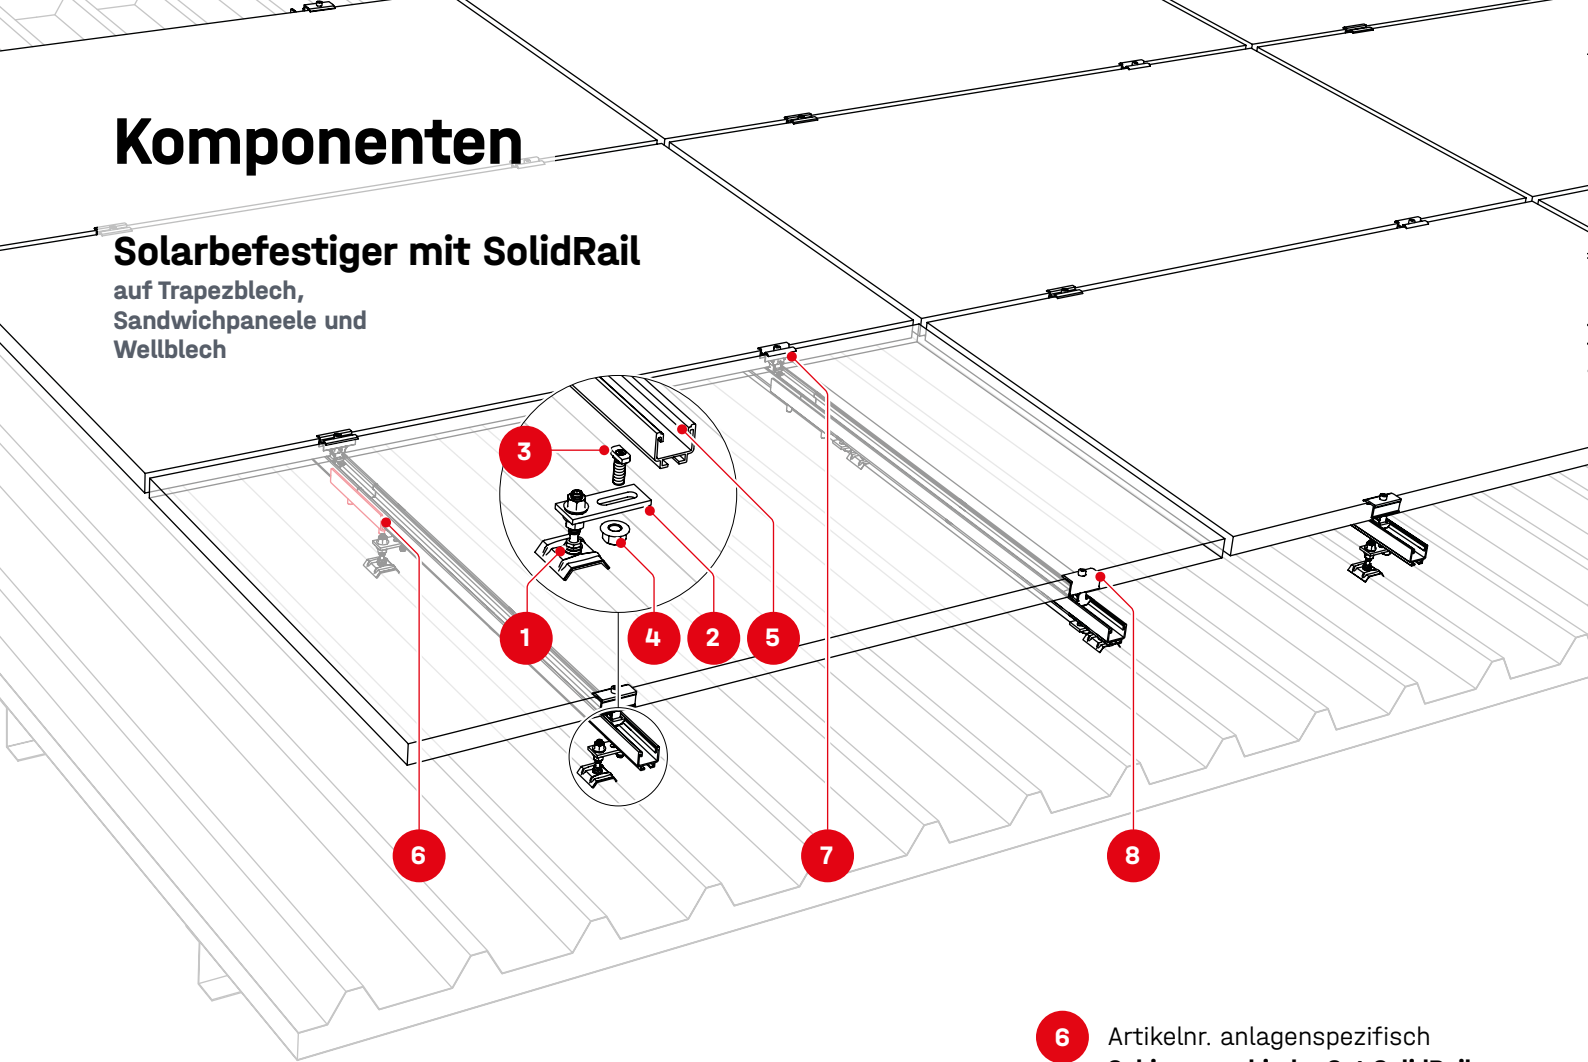 Komponenten
Solarbefestiger mit SolidRail
auf Trapezblech,
Sandwichpaneele und
Wellblech
3
1
4
2
5
6
7
8
6
Artikelnr. anlagenspezifisch